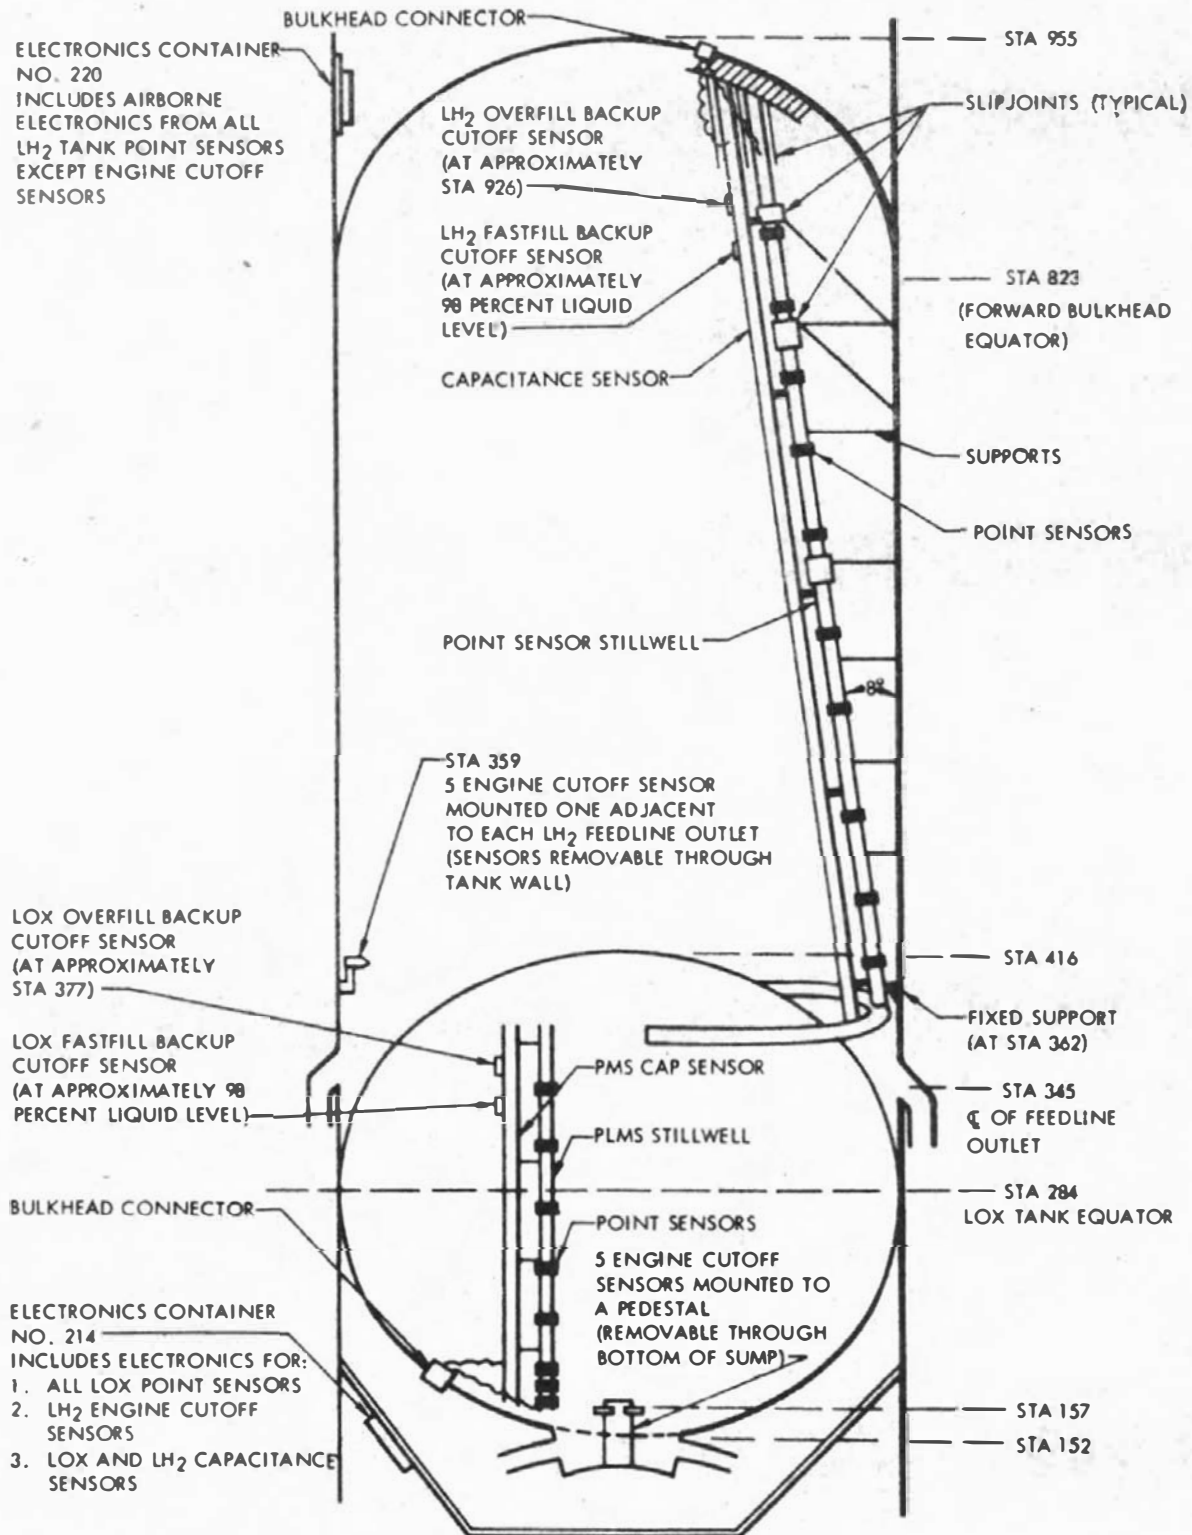 BULKHEAD CONNECTOR
ELECTRONICS CONTAINER
NO. 220
INCLUDES AIRBORNE
ELECTRONICS FROM ALL
LH2 TANK POINT SENSORS
EXCEPT ENGINE CUTOFF
SENSORS
STA 955
SLIPJOINTS (TYPICAL)
LH2 OVERFILL BACKUP
CUTOFF SENSOR
(AT APPROXIMATELY
STA 926)
LH2 FASTFILL BACKUP
CUTOFF SENSOR
(AT APPROXIMATELY
98 PERCENT LIQUID
LEVEL)
STA 823
(FORWARD BULKHEAD
EQUATOR)
CAPACITANCE SENSOR
SUPPORTS
POINT SENSORS
POINT SENSOR STILLWELL
8°
STA 359
5 ENGINE CUTOFF SENSOR
MOUNTED ONE ADJACENT
TO EACH LH2 FEEDLINE OUTLET
(SENSORS REMOVABLE THROUGH
TANK WALL)
LOX OVERFILL BACKUP
CUTOFF SENSOR
(AT APPROXIMATELY
STA 377)
STA 416
FIXED SUPPORT
(AT STA 362)
LOX FASTFILL BACKUP
CUTOFF SENSOR
(AT APPROXIMATELY 98
PERCENT LIQUID LEVEL)
PMS CAP SENSOR
STA 345
℄ OF FEEDLINE
OUTLET
PLMS STILLWELL
STA 284
LOX TANK EQUATOR
BULKHEAD CONNECTOR
POINT SENSORS
5 ENGINE CUTOFF
SENSORS MOUNTED TO
A PEDESTAL
(REMOVABLE THROUGH
BOTTOM OF SUMP)
ELECTRONICS CONTAINER
NO. 214
INCLUDES ELECTRONICS FOR:
1. ALL LOX POINT SENSORS
2. LH2 ENGINE CUTOFF
SENSORS
3. LOX AND LH2 CAPACITANCE
SENSORS
STA 157
STA 152